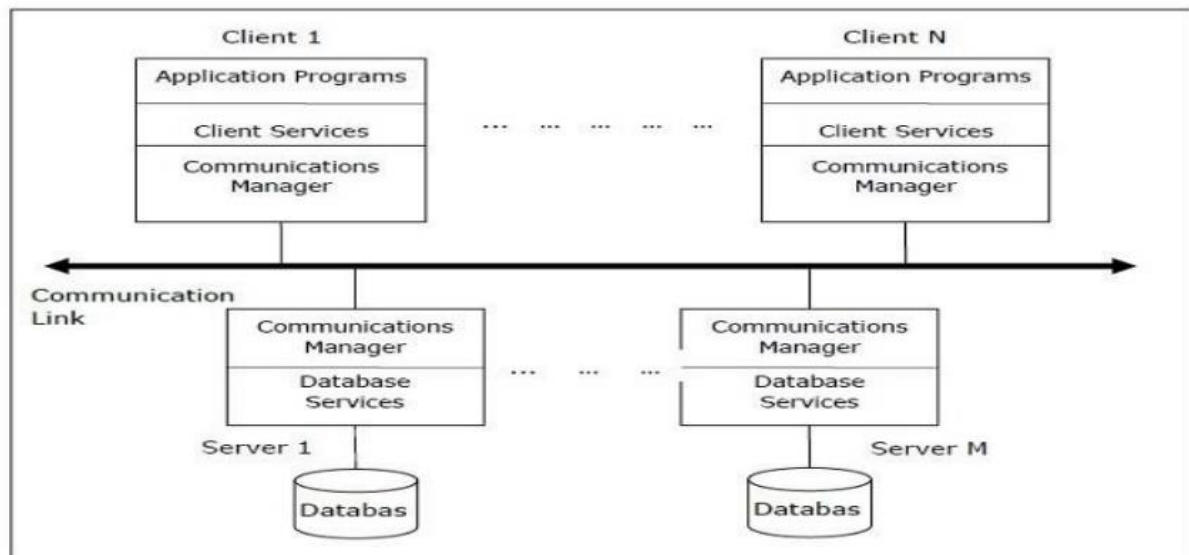 Client 1
Client N
Application Programs
Application Programs
Client Services
Client Services
Communications
Manager
Communications
Manager
Communication
Link
Communications
Manager
Communications
Manager
Database
Services
Database
Services
Server 1
Server M
Databas
Databas